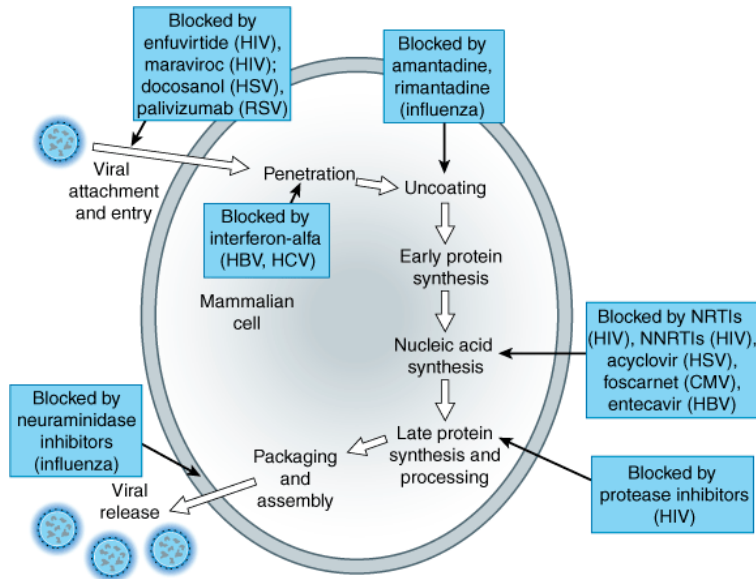 Blocked by
enfuvirtide (HIV),
maraviroc (HIV);
docosanol (HSV),
palivizumab (RSV)
Blocked by
amantadine,
rimantadine
(influenza)
Viral
attachment
and entry
Penetration
Uncoating
Blocked by
interferon-alfa
(HBV, HCV)
Early protein
synthesis
Mammalian
cell
Nucleic acid
synthesis
Blocked by NRTIs
(HIV), NNRTIs (HIV),
acyclovir (HSV),
foscarnet (CMV),
entecavir (HBV)
Blocked by
neuraminidase
inhibitors
(influenza)
Late protein
synthesis and
processing
Packaging
and
assembly
Blocked by
protease inhibitors
(HIV)
Viral
release